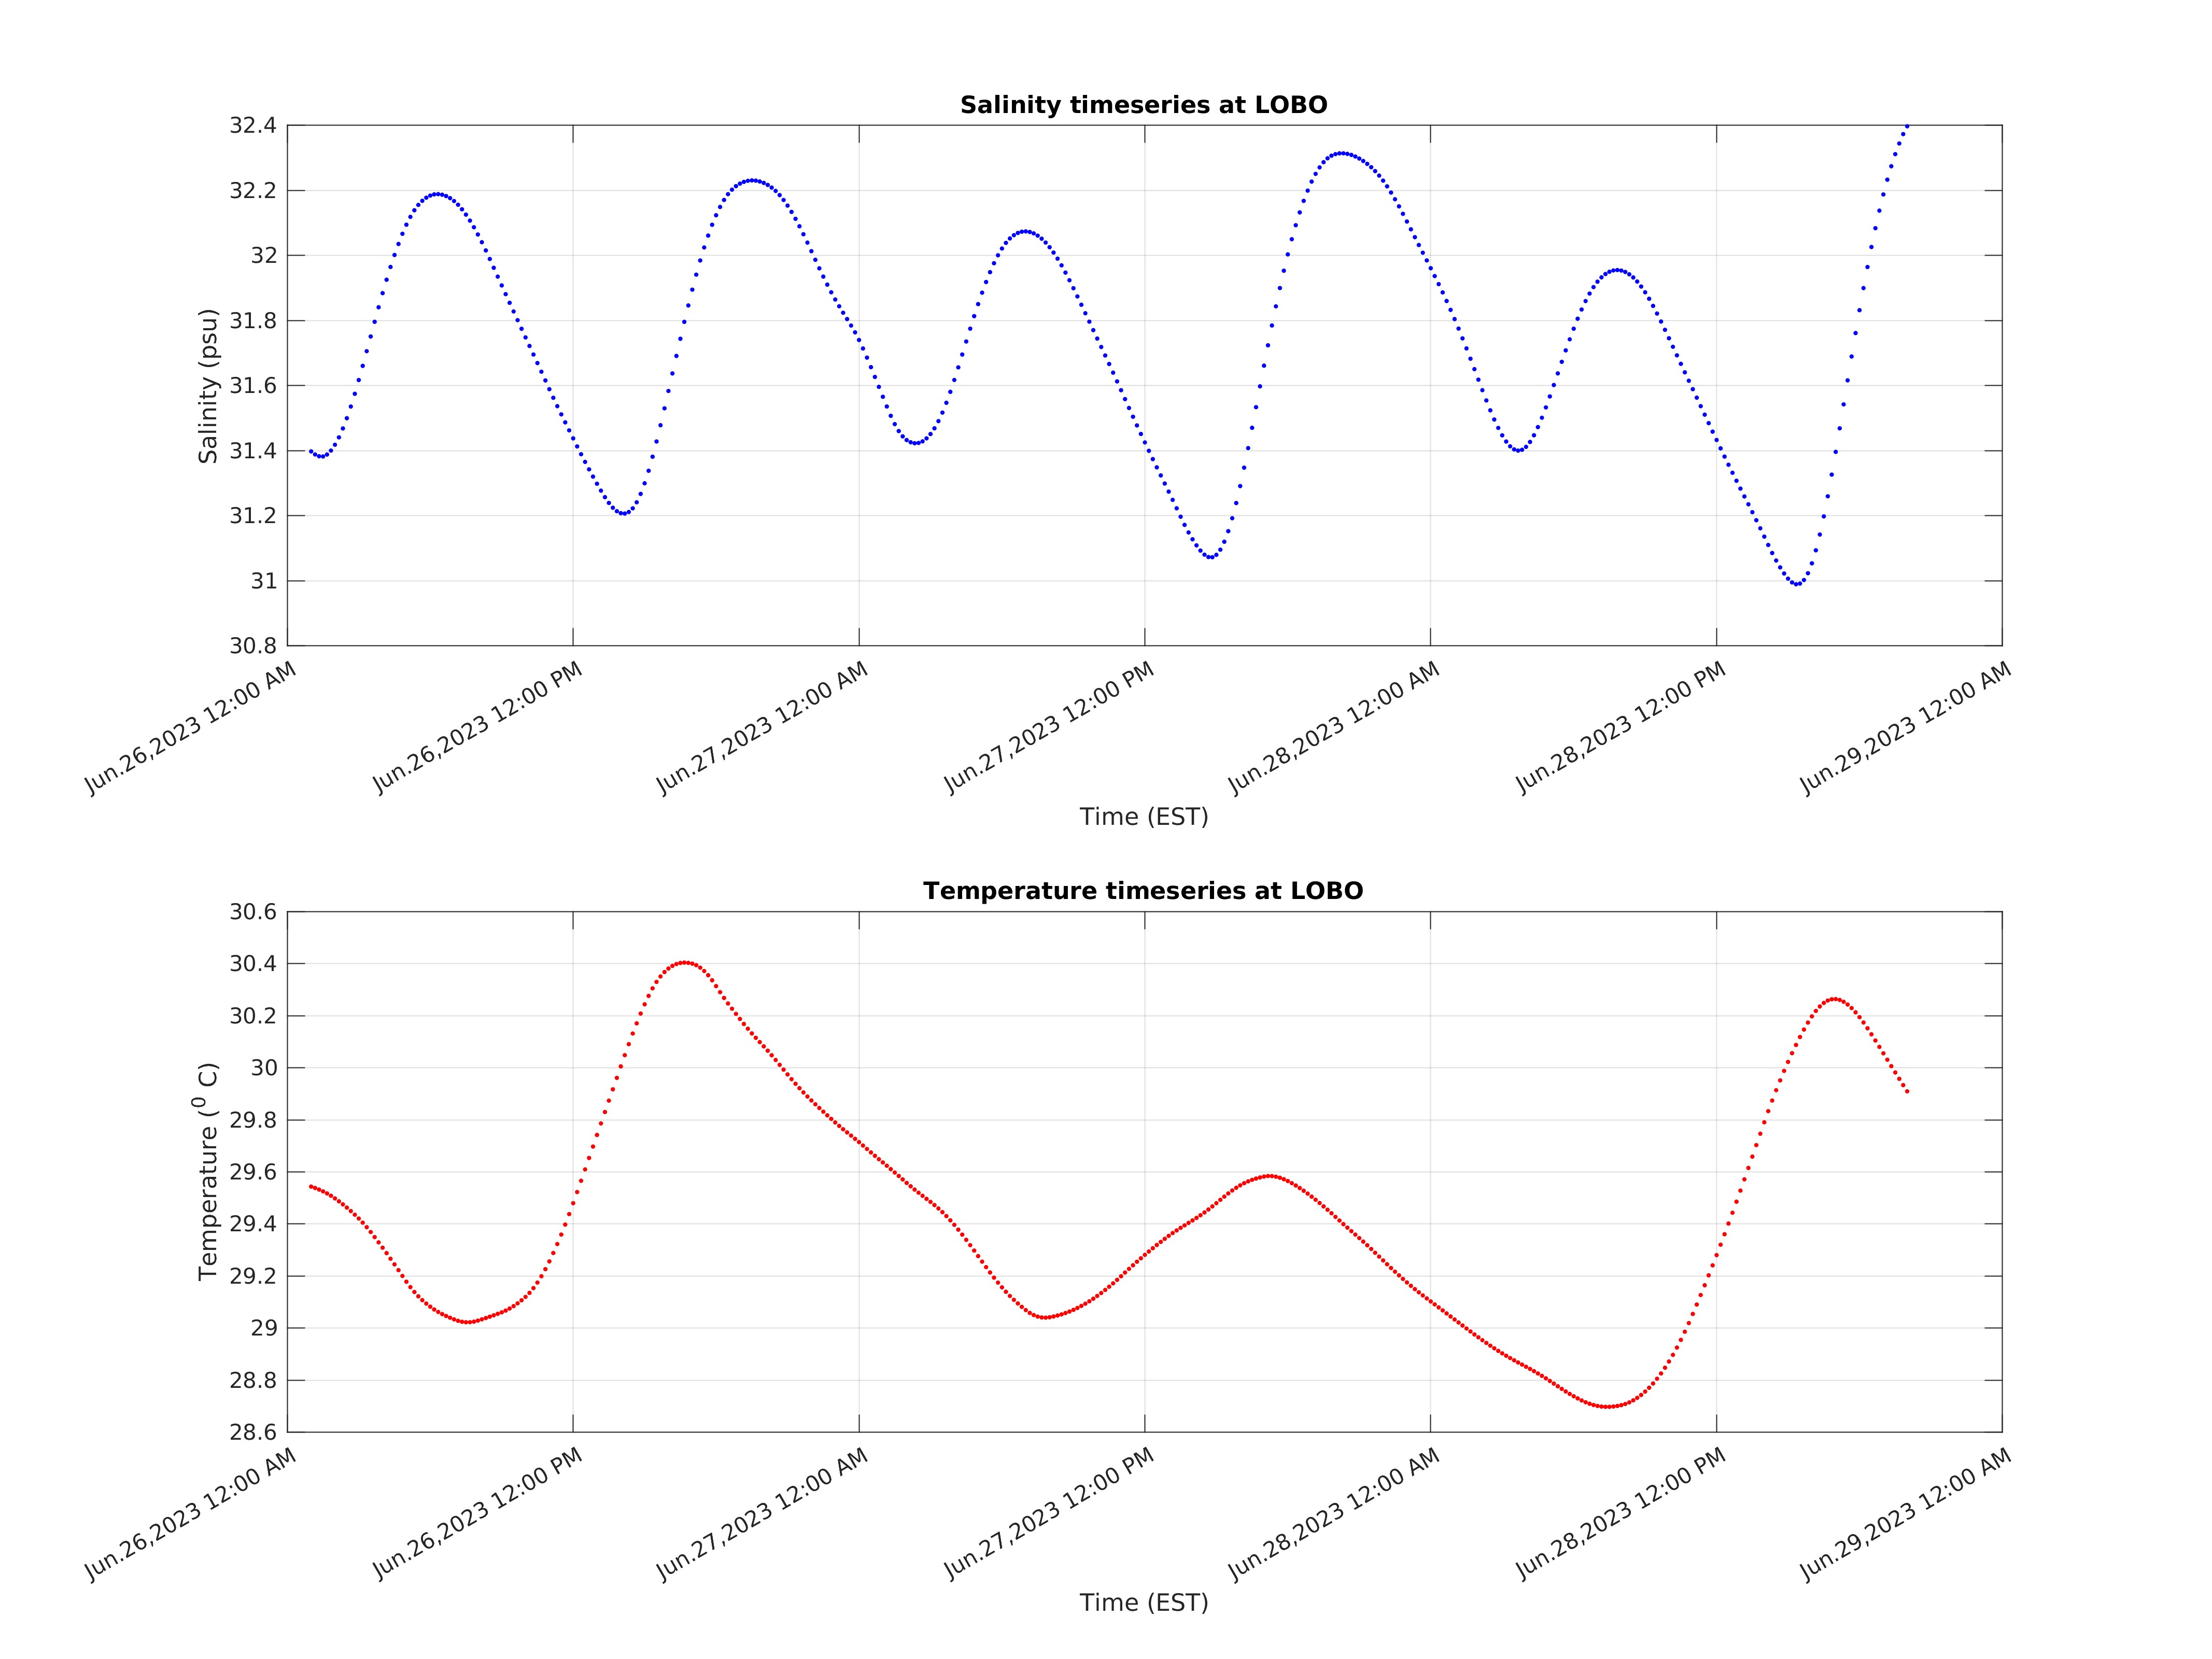 Salinity timeseries at LOBO
Salinity (psu)
32.4
32.2
32
31.8
31.6
31.4
31.2
31
30.8
Jun.26,2023 12:00 AM
Jun.26,2023 12:00 PM
Jun.27,2023 12:00 AM
Jun.27,2023 12:00 PM
Jun.28,2023 12:00 AM
Jun.28,2023 12:00 PM
Jun.29,2023 12:00 AM
Time (EST)
Temperature timeseries at LOBO
Temperature (⁰ C)
30.6
30.4
30.2
30
29.8
29.6
29.4
29.2
29
28.8
28.6
Jun.26,2023 12:00 AM
Jun.26,2023 12:00 PM
Jun.27,2023 12:00 AM
Jun.27,2023 12:00 PM
Jun.28,2023 12:00 AM
Jun.28,2023 12:00 PM
Jun.29,2023 12:00 AM
Time (EST)